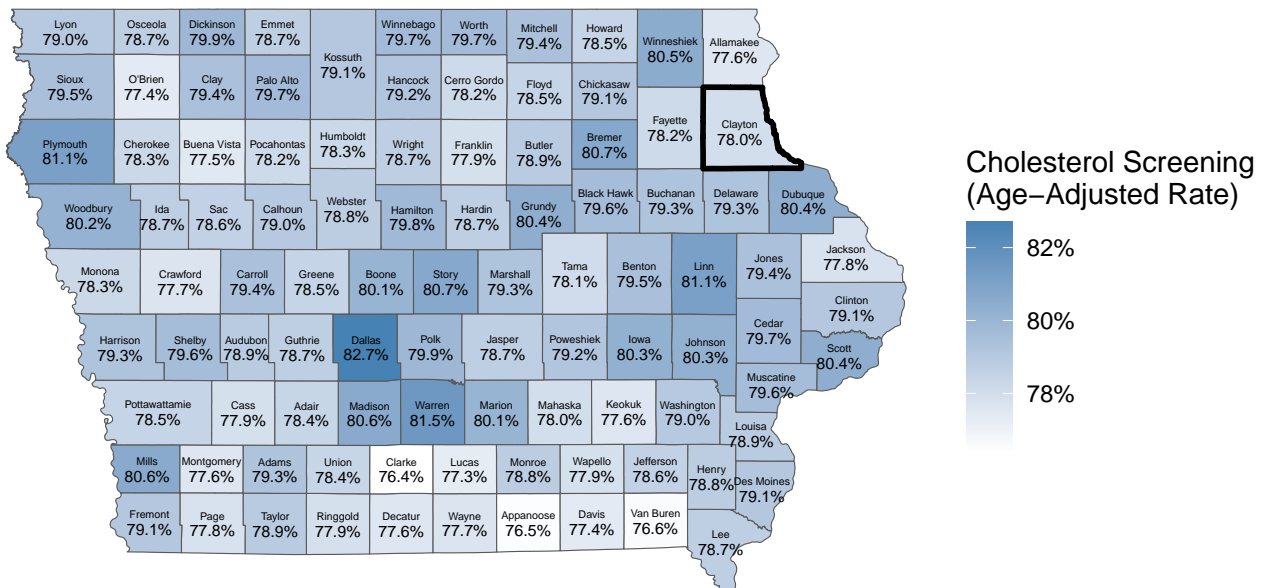 Lyon
79.0%
Osceola
78.7%
Dickinson
79.9%
Emmet
78.7%
Kossuth
79.1%
Winnebago
79.7%
Worth
79.7%
Mitchell
79.4%
Howard
78.5%
Winneshiek
80.5%
Allamakee
77.6%
Sioux
79.5%
O'Brien
77.4%
Clay
79.4%
Palo Alto
79.7%
Hancock
79.2%
Cerro Gordo
78.2%
Floyd
78.5%
Chickasaw
79.1%
Fayette
78.2%
Clayton
78.0%
Plymouth
81.1%
Cherokee
78.3%
Buena Vista
77.5%
Pocahontas
78.2%
Humboldt
78.3%
Wright
78.7%
Franklin
77.9%
Butler
78.9%
Bremer
80.7%
Woodbury
80.2%
Ida
78.7%
Sac
78.6%
Calhoun
79.0%
Webster
78.8%
Hamilton
79.8%
Hardin
78.7%
Grundy
80.4%
Black Hawk
79.6%
Buchanan
79.3%
Delaware
79.3%
Dubuque
80.4%
Monona
78.3%
Crawford
77.7%
Carroll
79.4%
Greene
78.5%
Boone
80.1%
Story
80.7%
Marshall
79.3%
Tama
78.1%
Benton
79.5%
Linn
81.1%
Jones
79.4%
Jackson
77.8%
Clinton
79.1%
Harrison
79.3%
Shelby
79.6%
Audubon
78.9%
Guthrie
78.7%
Dallas
82.7%
Polk
79.9%
Jasper
78.7%
Poweshiek
79.2%
Iowa
80.3%
Johnson
80.3%
Cedar
79.7%
Scott
80.4%
Muscatine
79.6%
Pottawattamie
78.5%
Cass
77.9%
Adair
78.4%
Madison
80.6%
Warren
81.5%
Marion
80.1%
Mahaska
78.0%
Keokuk
77.6%
Washington
79.0%
Louisa
78.9%
Mills
80.6%
Montgomery
77.6%
Adams
79.3%
Union
78.4%
Clarke
76.4%
Lucas
77.3%
Monroe
78.8%
Wapello
77.9%
Jefferson
78.6%
Henry
78.8%
Des Moines
79.1%
Fremont
79.1%
Page
77.8%
Taylor
78.9%
Ringgold
77.9%
Decatur
77.6%
Wayne
77.7%
Appanoose
76.5%
Davis
77.4%
Van Buren
76.6%
Lee
78.7%
Cholesterol Screening
(Age−Adjusted Rate)
82%
80%
78%